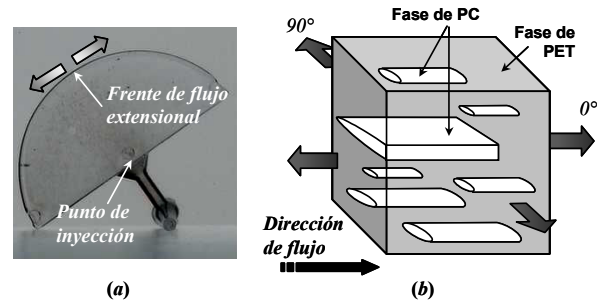 Frente de flujo
extensional
Punto de
inyección
(a)
Fase de PC
Fase de
PET
90°
0°
Dirección
de flujo
(b)